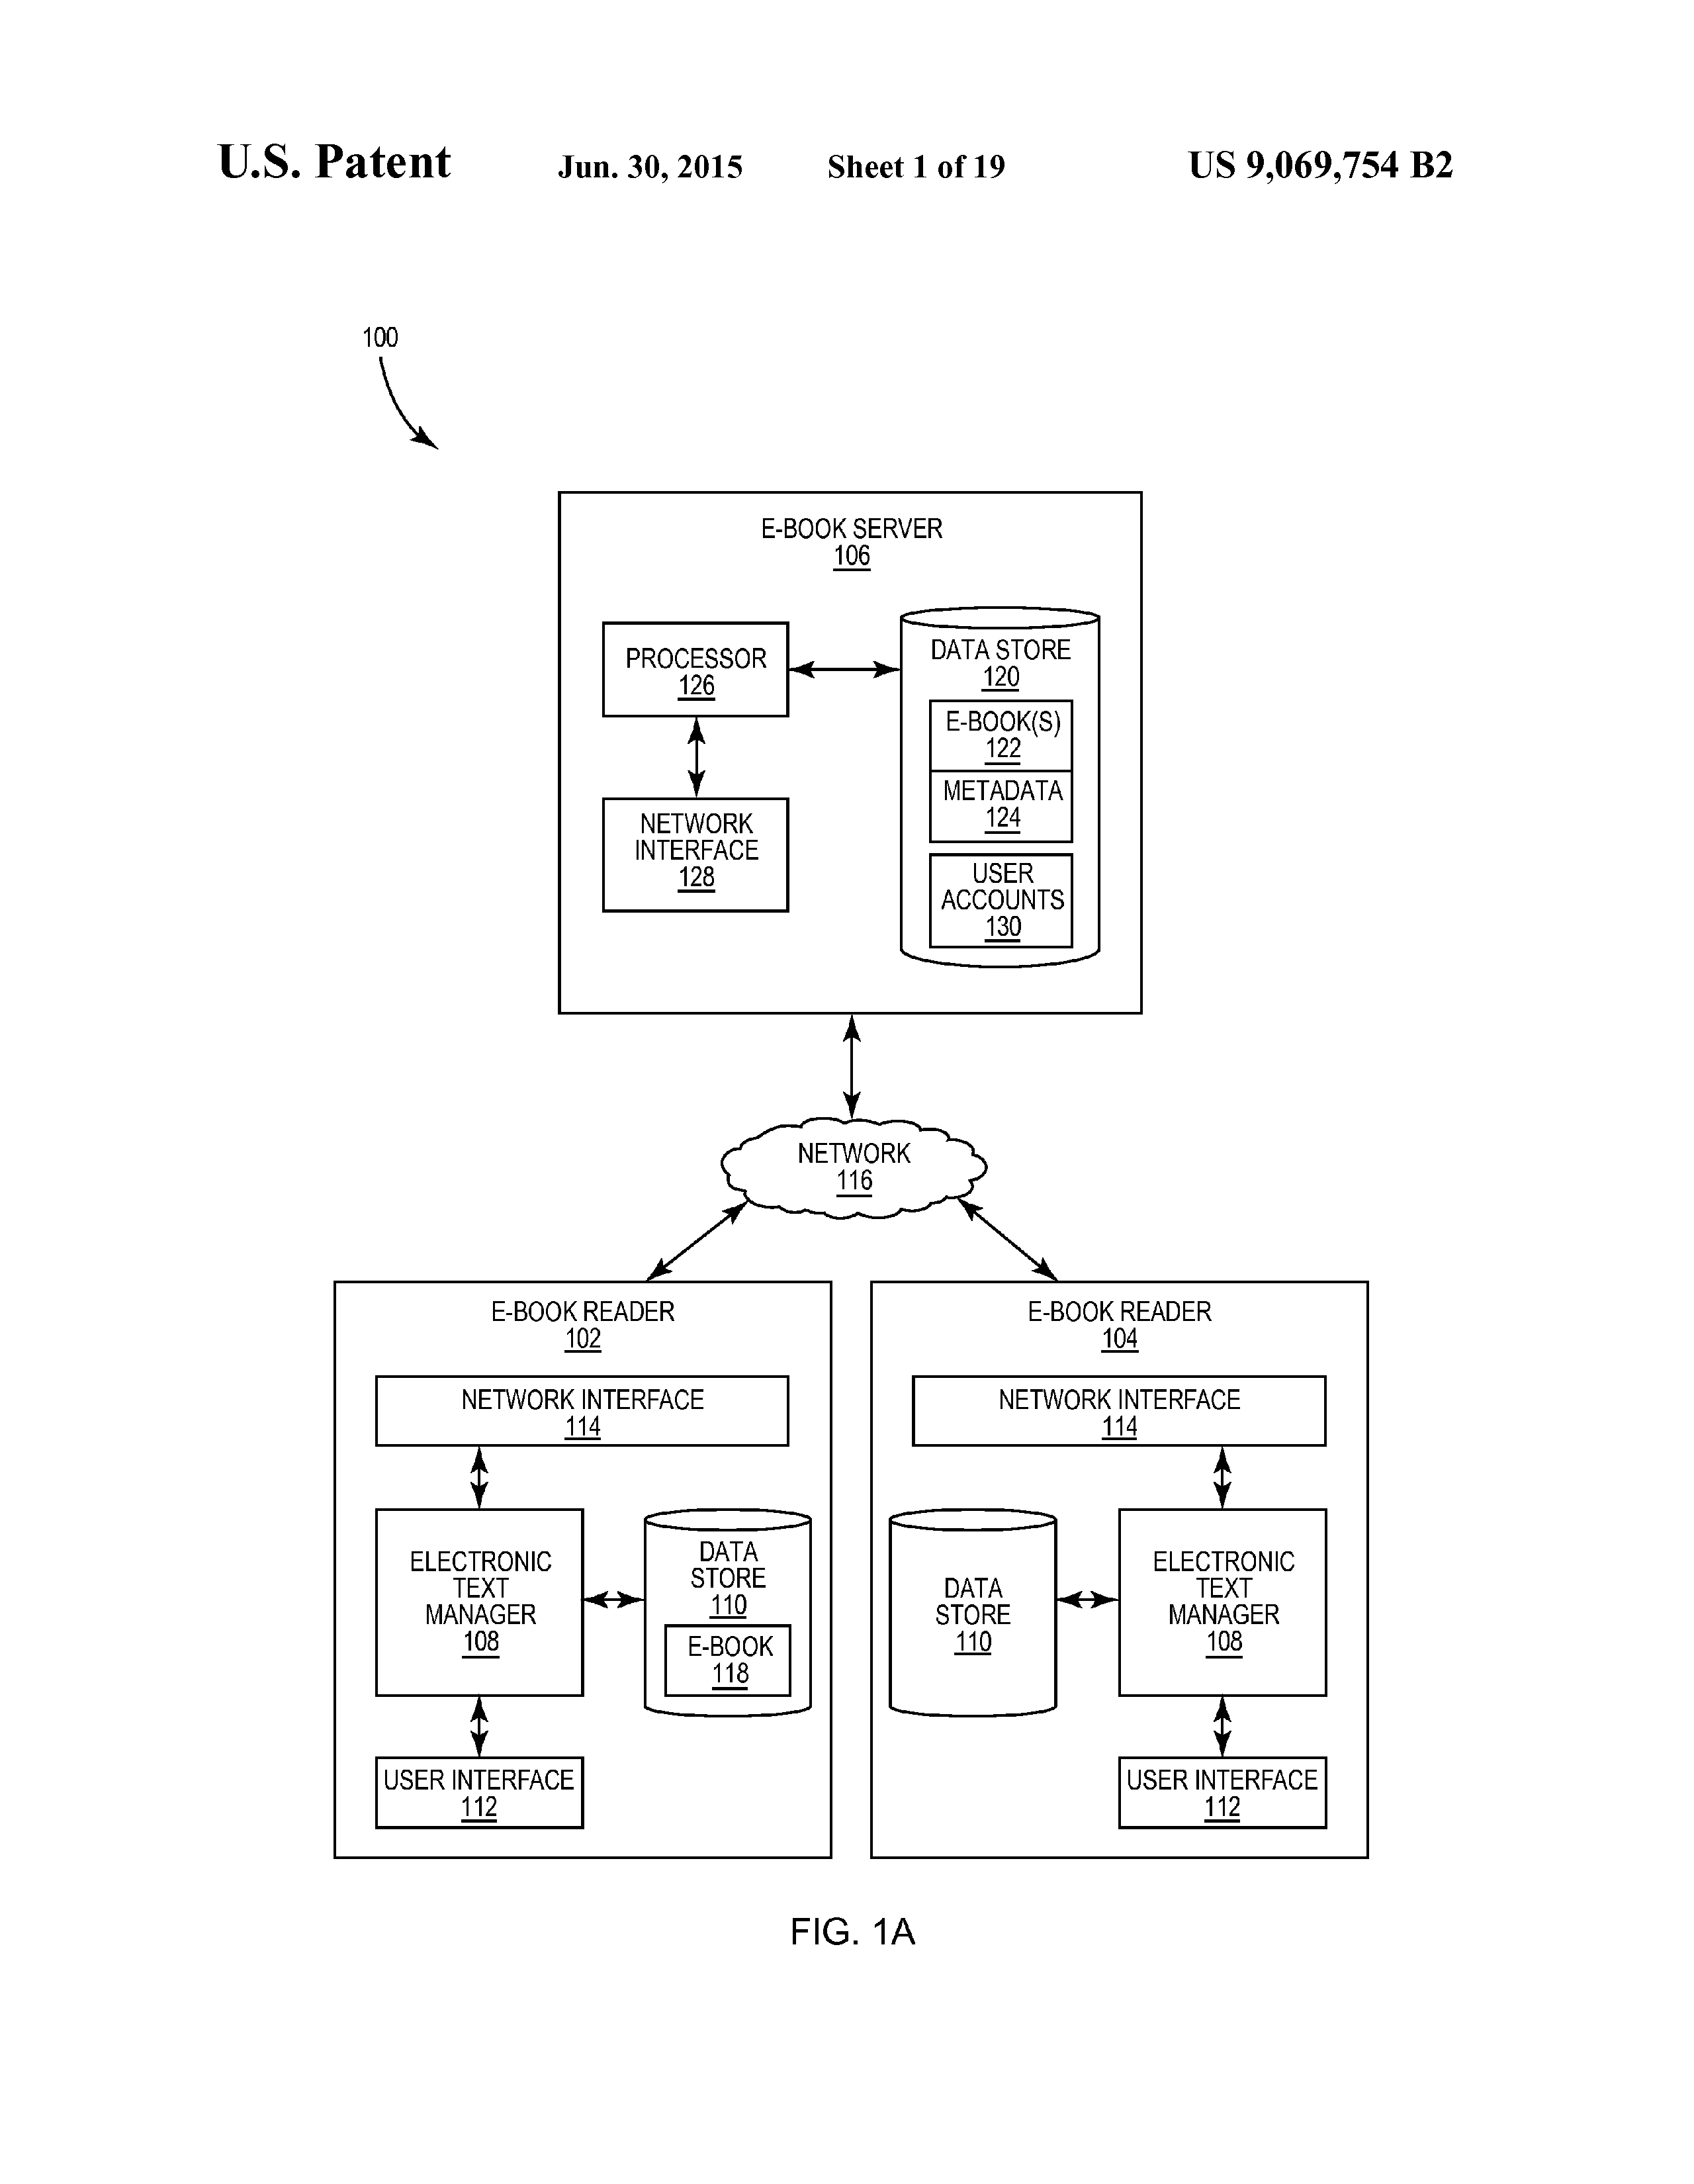 U.S. Patent Jun. 30, 2015 Sheet 1 of 19 US 9,069,754 B2
100
E-BOOK SERVER
106
PROCESSOR
126
NETWORK
INTERFACE
128
DATA STORE
120
E-BOOK(S)
122
METADATA
124
USER
ACCOUNTS
130
NETWORK
116
E-BOOK READER
102
NETWORK INTERFACE
114
ELECTRONIC
TEXT
MANAGER
108
DATA
STORE
110
E-BOOK
118
USER INTERFACE
112
E-BOOK READER
104
NETWORK INTERFACE
114
DATA
STORE
110
ELECTRONIC
TEXT
MANAGER
108
USER INTERFACE
112
FIG. 1A